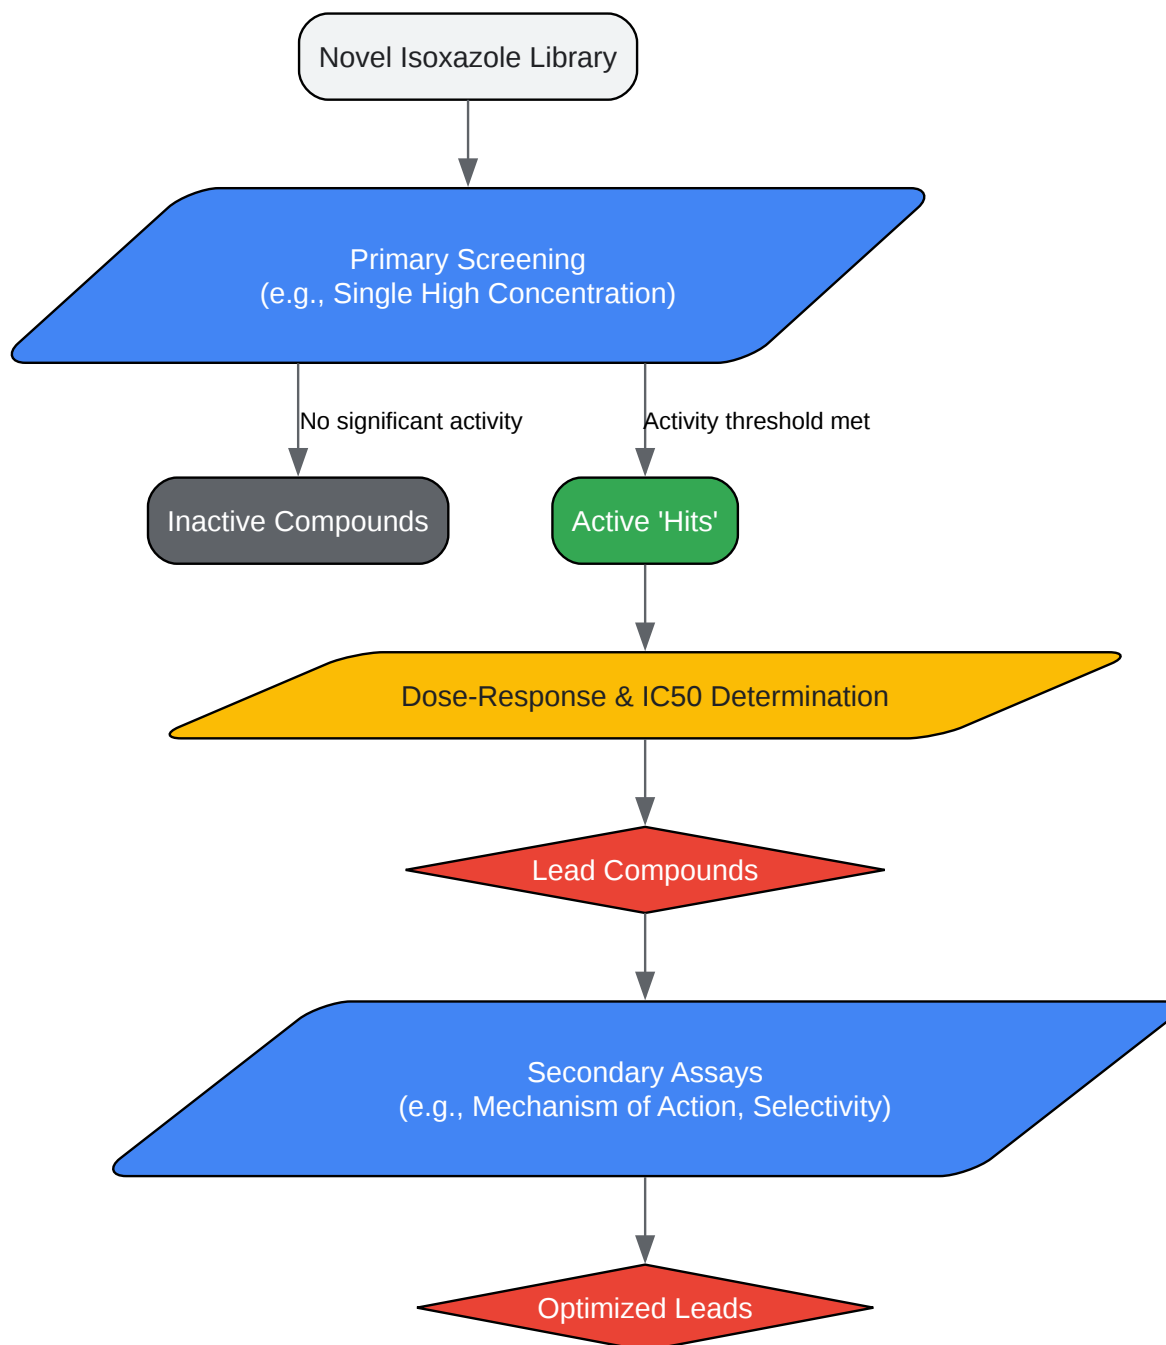 Novel Isoxazole Library
Primary Screening
(e.g., Single High Concentration)
No significant activity
Activity threshold met
Inactive Compounds
Active 'Hits'
Dose-Response & IC50 Determination
Lead Compounds
Secondary Assays
(e.g., Mechanism of Action, Selectivity)
Optimized Leads